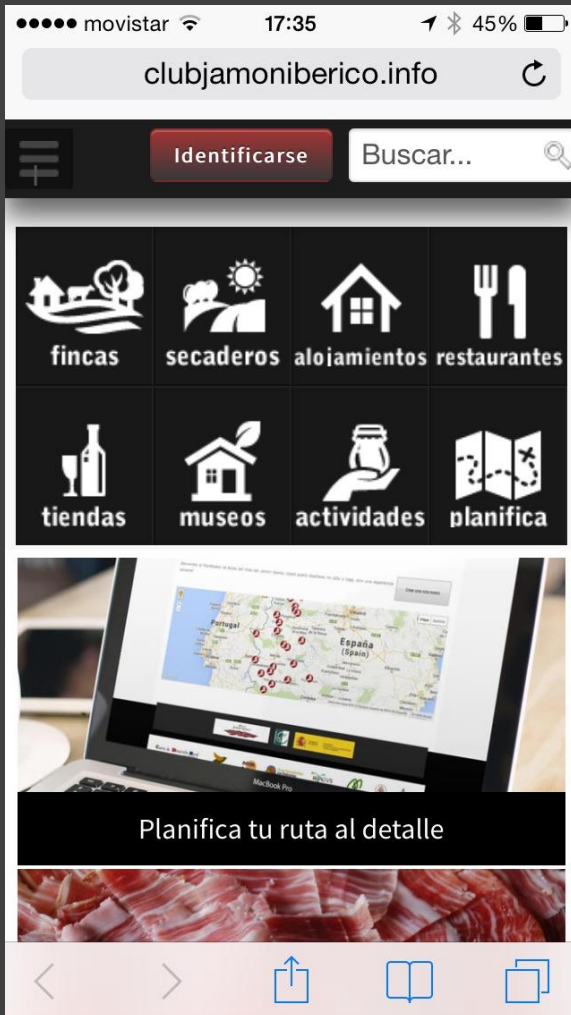 movistar 17:35 45%
clubjamoniberico.info
Identificarse Buscar...
fincas secaderos alojamientos restaurantes
tiendas museos actividades planifica
Portugal
España
(Spain)
MacBook Pro
Planifica tu ruta al detalle